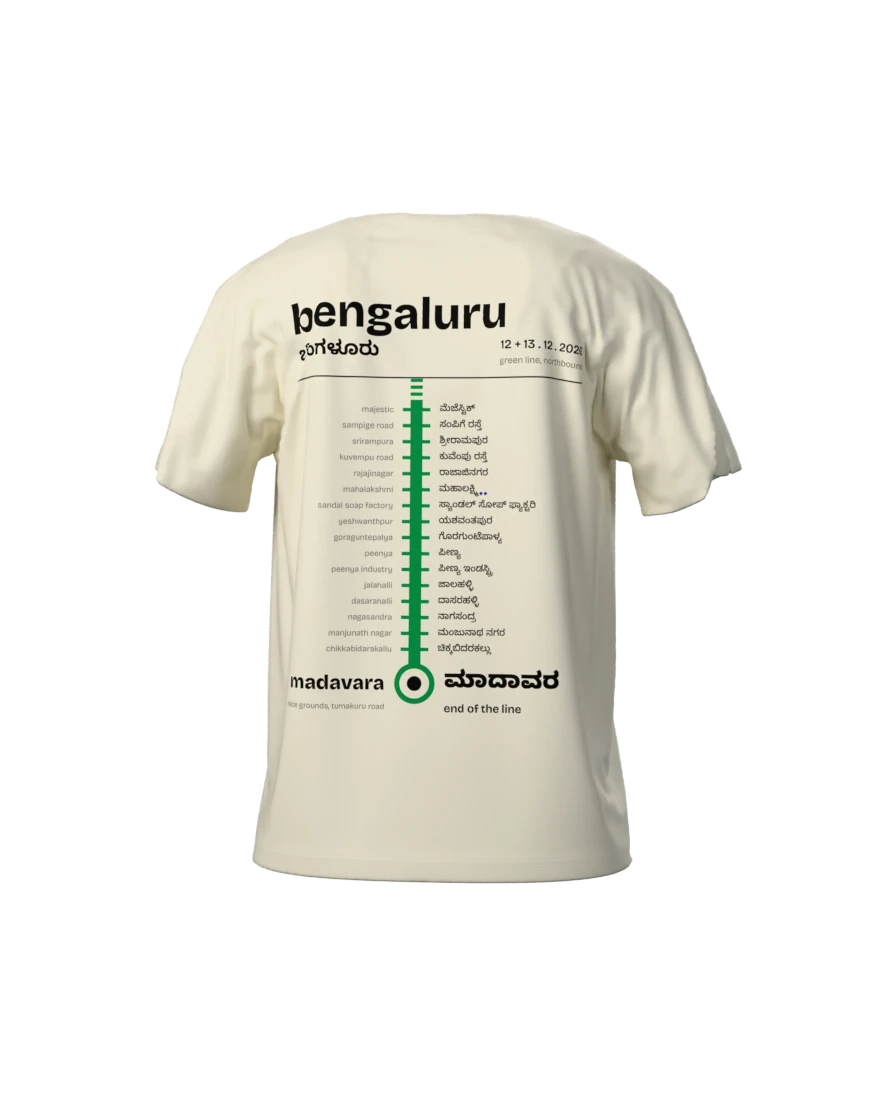 bengaluru
ಬೆಂಗಳೂರು
12 + 13 . 12 . 2026
green line, northbound
majestic ಮೆಜೆಸ್ಟಿಕ್
sampige road ಸಂಪಿಗೆ ರಸ್ತೆ
srirampura ಶ್ರೀರಾಮಪುರ
kuvempu road ಕುವೆಂಪು ರಸ್ತೆ
rajajinagar ರಾಜಾಜಿನಗರ
mahalakshmi ಮಹಾಲಕ್ಷ್ಮಿ
sandal soap factory ಸ್ಯಾಂಡಲ್ ಸೋಪ್ ಫ್ಯಾಕ್ಟರಿ
yeshwanthpur ಯಶವಂತಪುರ
goraguntepalya ಗೊರಗುಂಟೆಪಾಳ್ಯ
peenya ಪೀಣ್ಯ
peenya industry ಪೀಣ್ಯ ಇಂಡಸ್ಟ್ರಿ
jalahalli ಜಾಲಹಳ್ಳಿ
dasarahalli ದಾಸರಹಳ್ಳಿ
nagasandra ನಾಗಸಂದ್ರ
manjunath nagar ಮಂಜುನಾಥ ನಗರ
chikkabidarakallu ಚಿಕ್ಕಬಿದರಕಲ್ಲು
madavara ಮಾದಾವರ
nice grounds, tumakuru road
end of the line